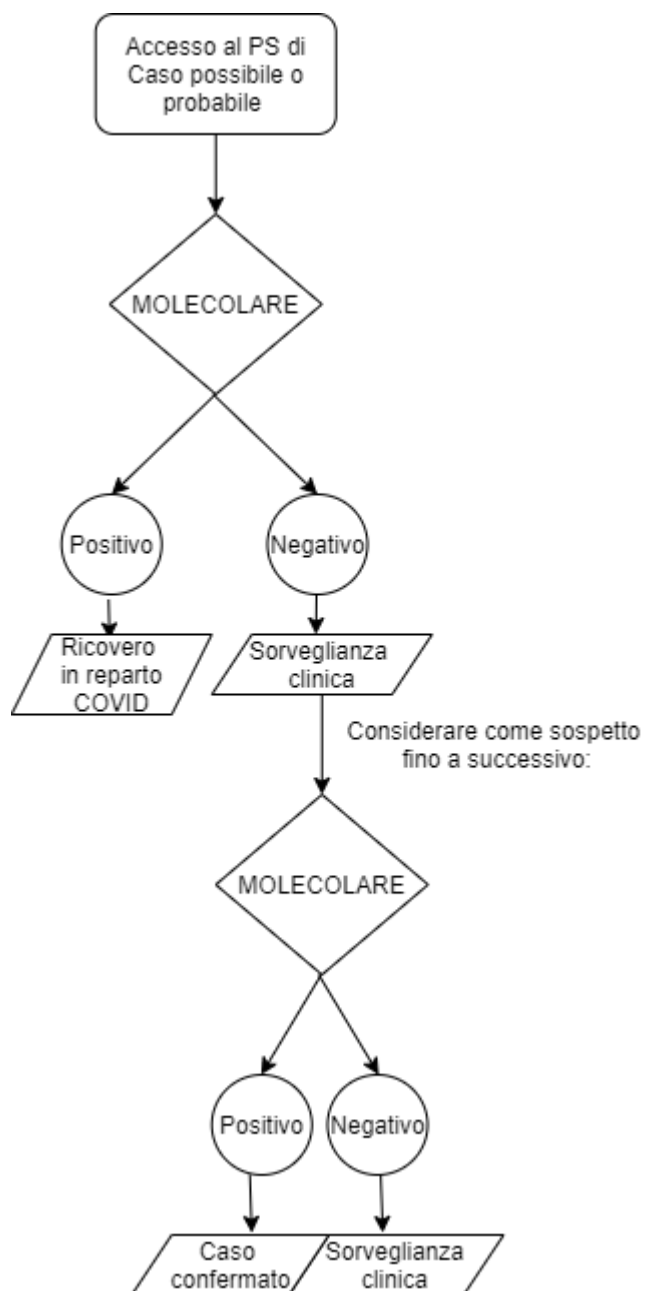 Accesso al PS di
Caso possibile o
probabile
MOLECOLARE
Positivo
Negativo
Ricovero
in reparto
COVID
Sorveglianza
clinica
Considerare come sospetto
fino a successivo:
MOLECOLARE
Positivo
Negativo
Caso
confermato
Sorveglianza
clinica